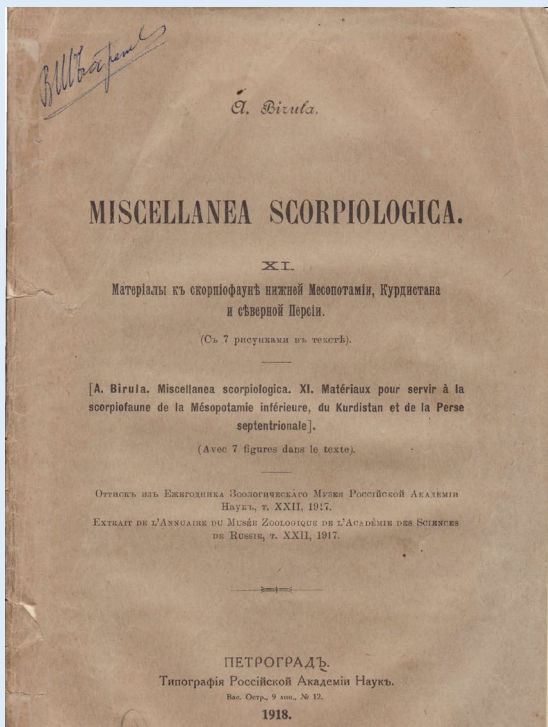 A. Birula.
MISCELLANEA SCORPIOLOGICA.
XI.
Матеріалы къ скорпіофаунѣ нижней Месопотаміи, Курдистана
и сѣверной Персіи.
(Съ 7 рисунками въ текстѣ).
[A. Birula. Miscellanea scorpiologica. XI. Matériaux pour servir à la
scorpiofaune de la Mésopotamie inférieure, du Kurdistan et de la Perse
septentrionale].
(Avec 7 figures dans le texte).
Оттискъ изъ Ежегодника Зоологическаго Музея Россійской Академіи
Наукъ, т. XXII, 1917.
Extrait de l'Annuaire du Musée Zoologique de l'Académie des Sciences
de Russie, т. XXII, 1917.
ПЕТРОГРАДЪ.
Типографія Россійской Академіи Наукъ.
Вас. Остр., 9 лин., № 12.
1918.